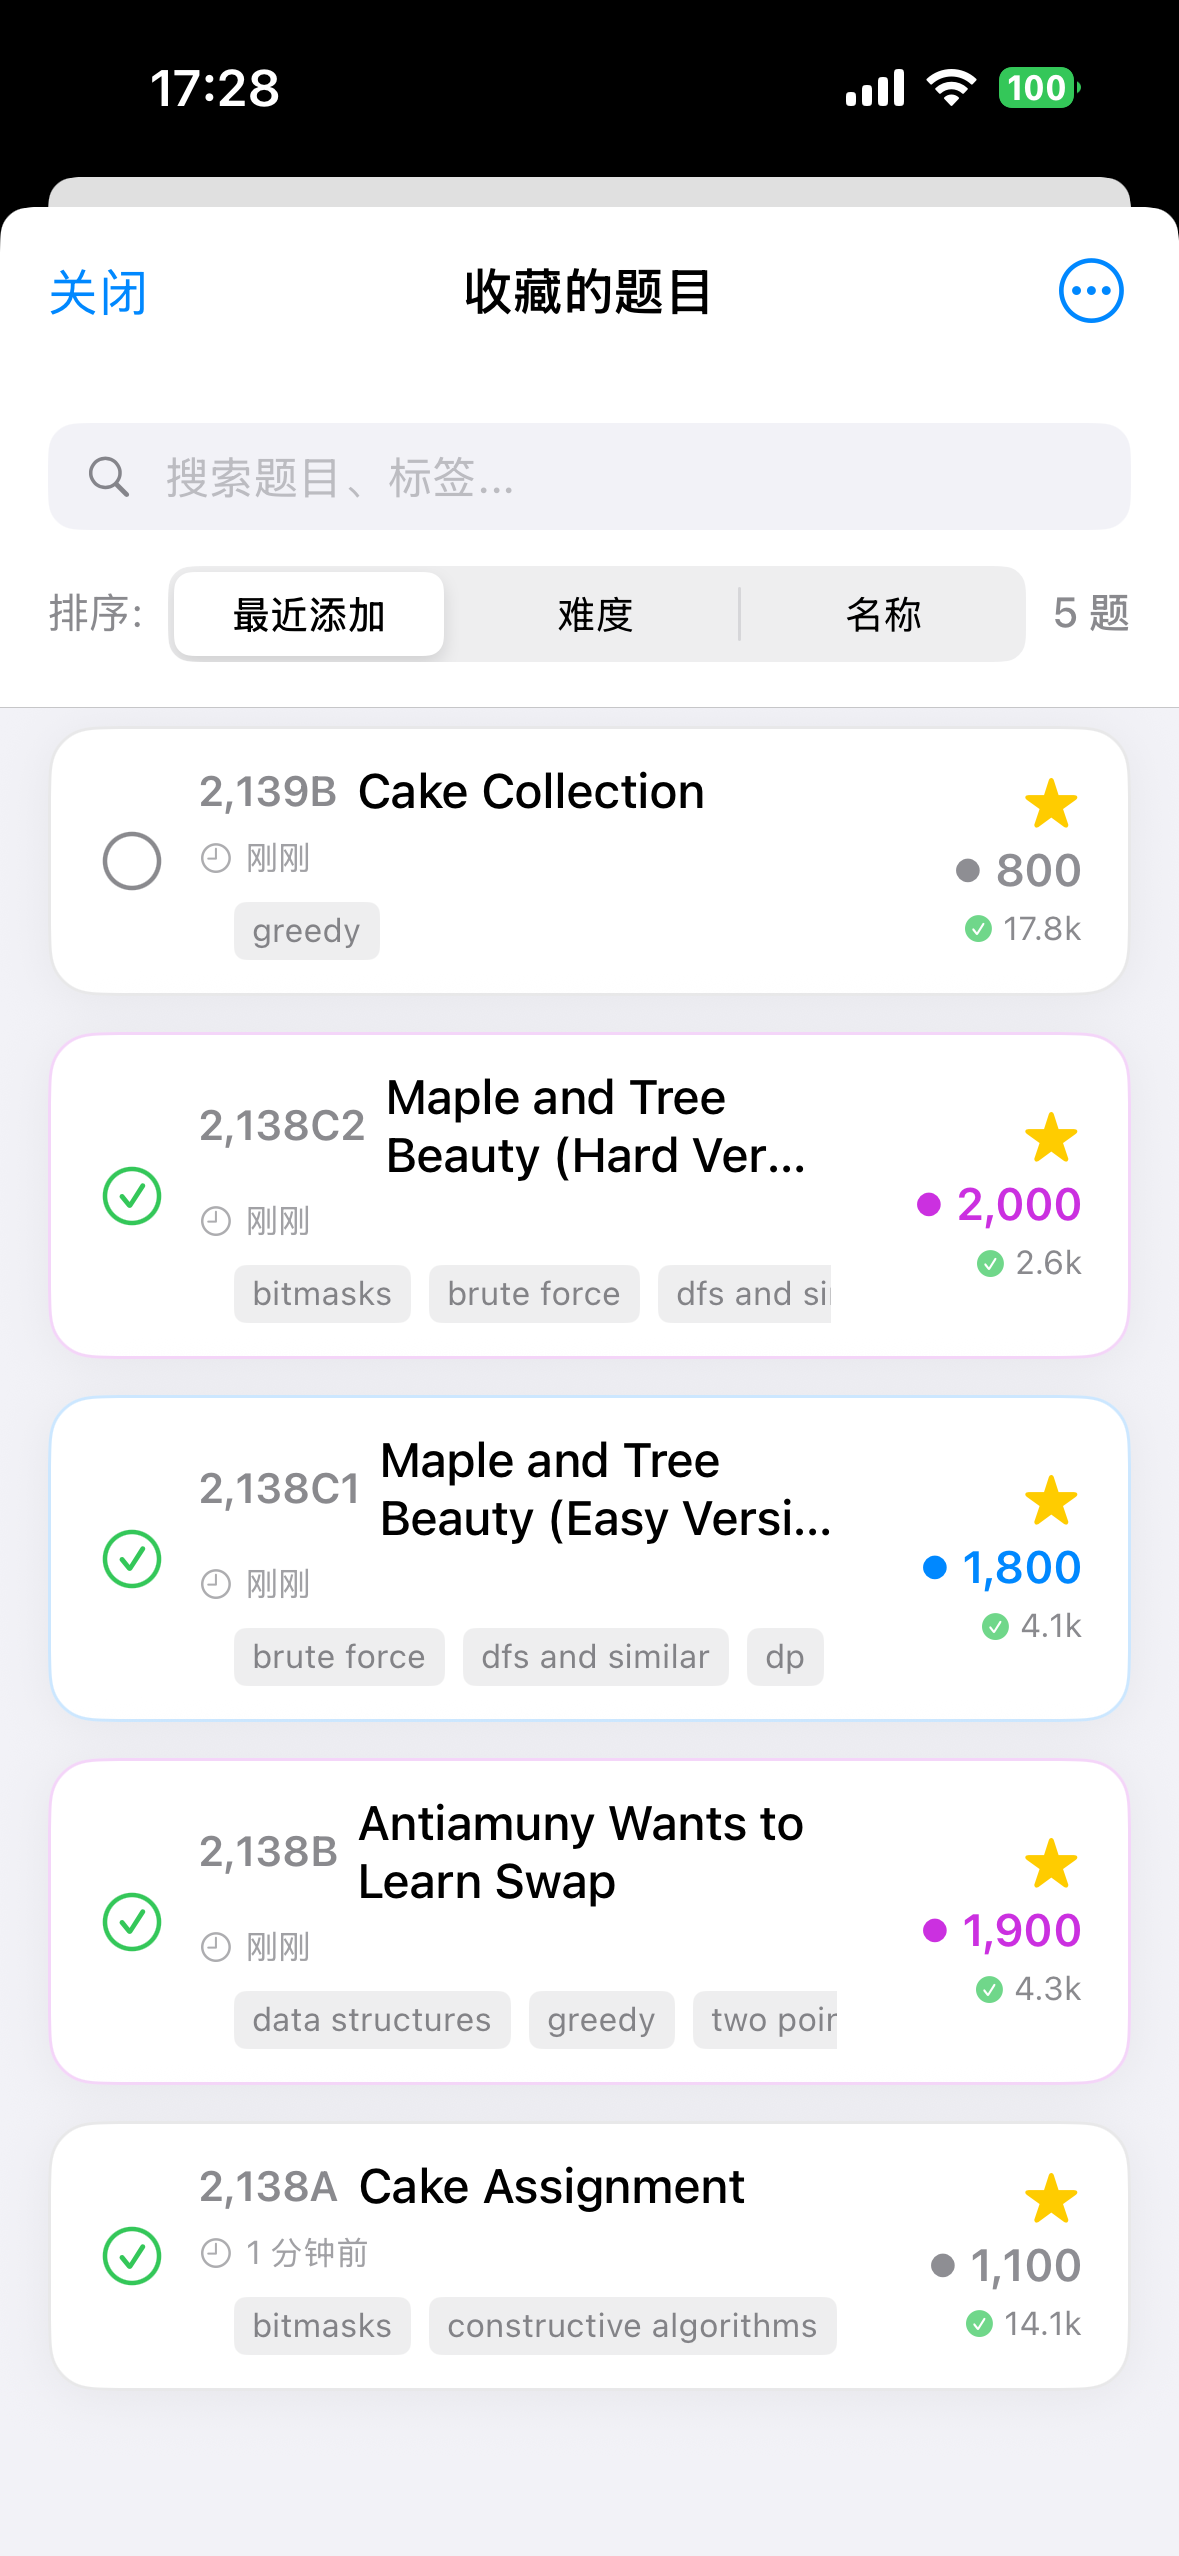 17:28
100
关闭
收藏的题目
搜索题目、标签...
排序:
最近添加
难度
名称
5 题
2,139B Cake Collection
刚刚
greedy
800
17.8k
2,138C2
Maple and Tree
Beauty (Hard Ver...
刚刚
bitmasks
brute force
dfs and si
2,000
2.6k
2,138C1
Maple and Tree
Beauty (Easy Versi...
刚刚
brute force
dfs and similar
dp
1,800
4.1k
2,138B
Antiamuny Wants to
Learn Swap
刚刚
data structures
greedy
two poin
1,900
4.3k
2,138A Cake Assignment
1 分钟前
bitmasks
constructive algorithms
1,100
14.1k